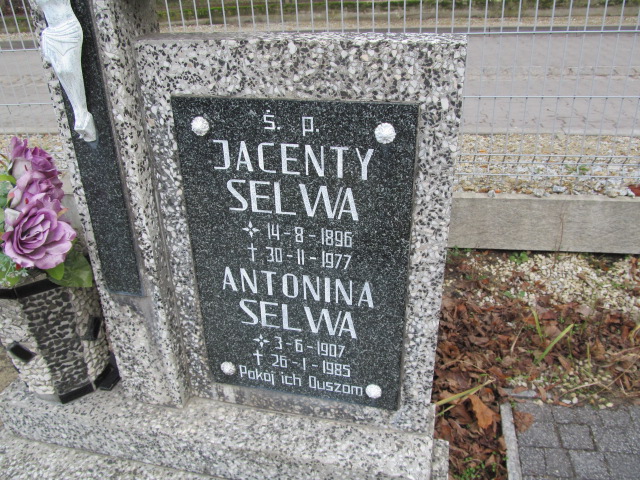 Ś. p.
JACENTY
SELWA
14-8-1896
† 30-11-1977
ANTONINA
SELWA
3-6-1907
† 26-1-1985
Pokój ich Duszom